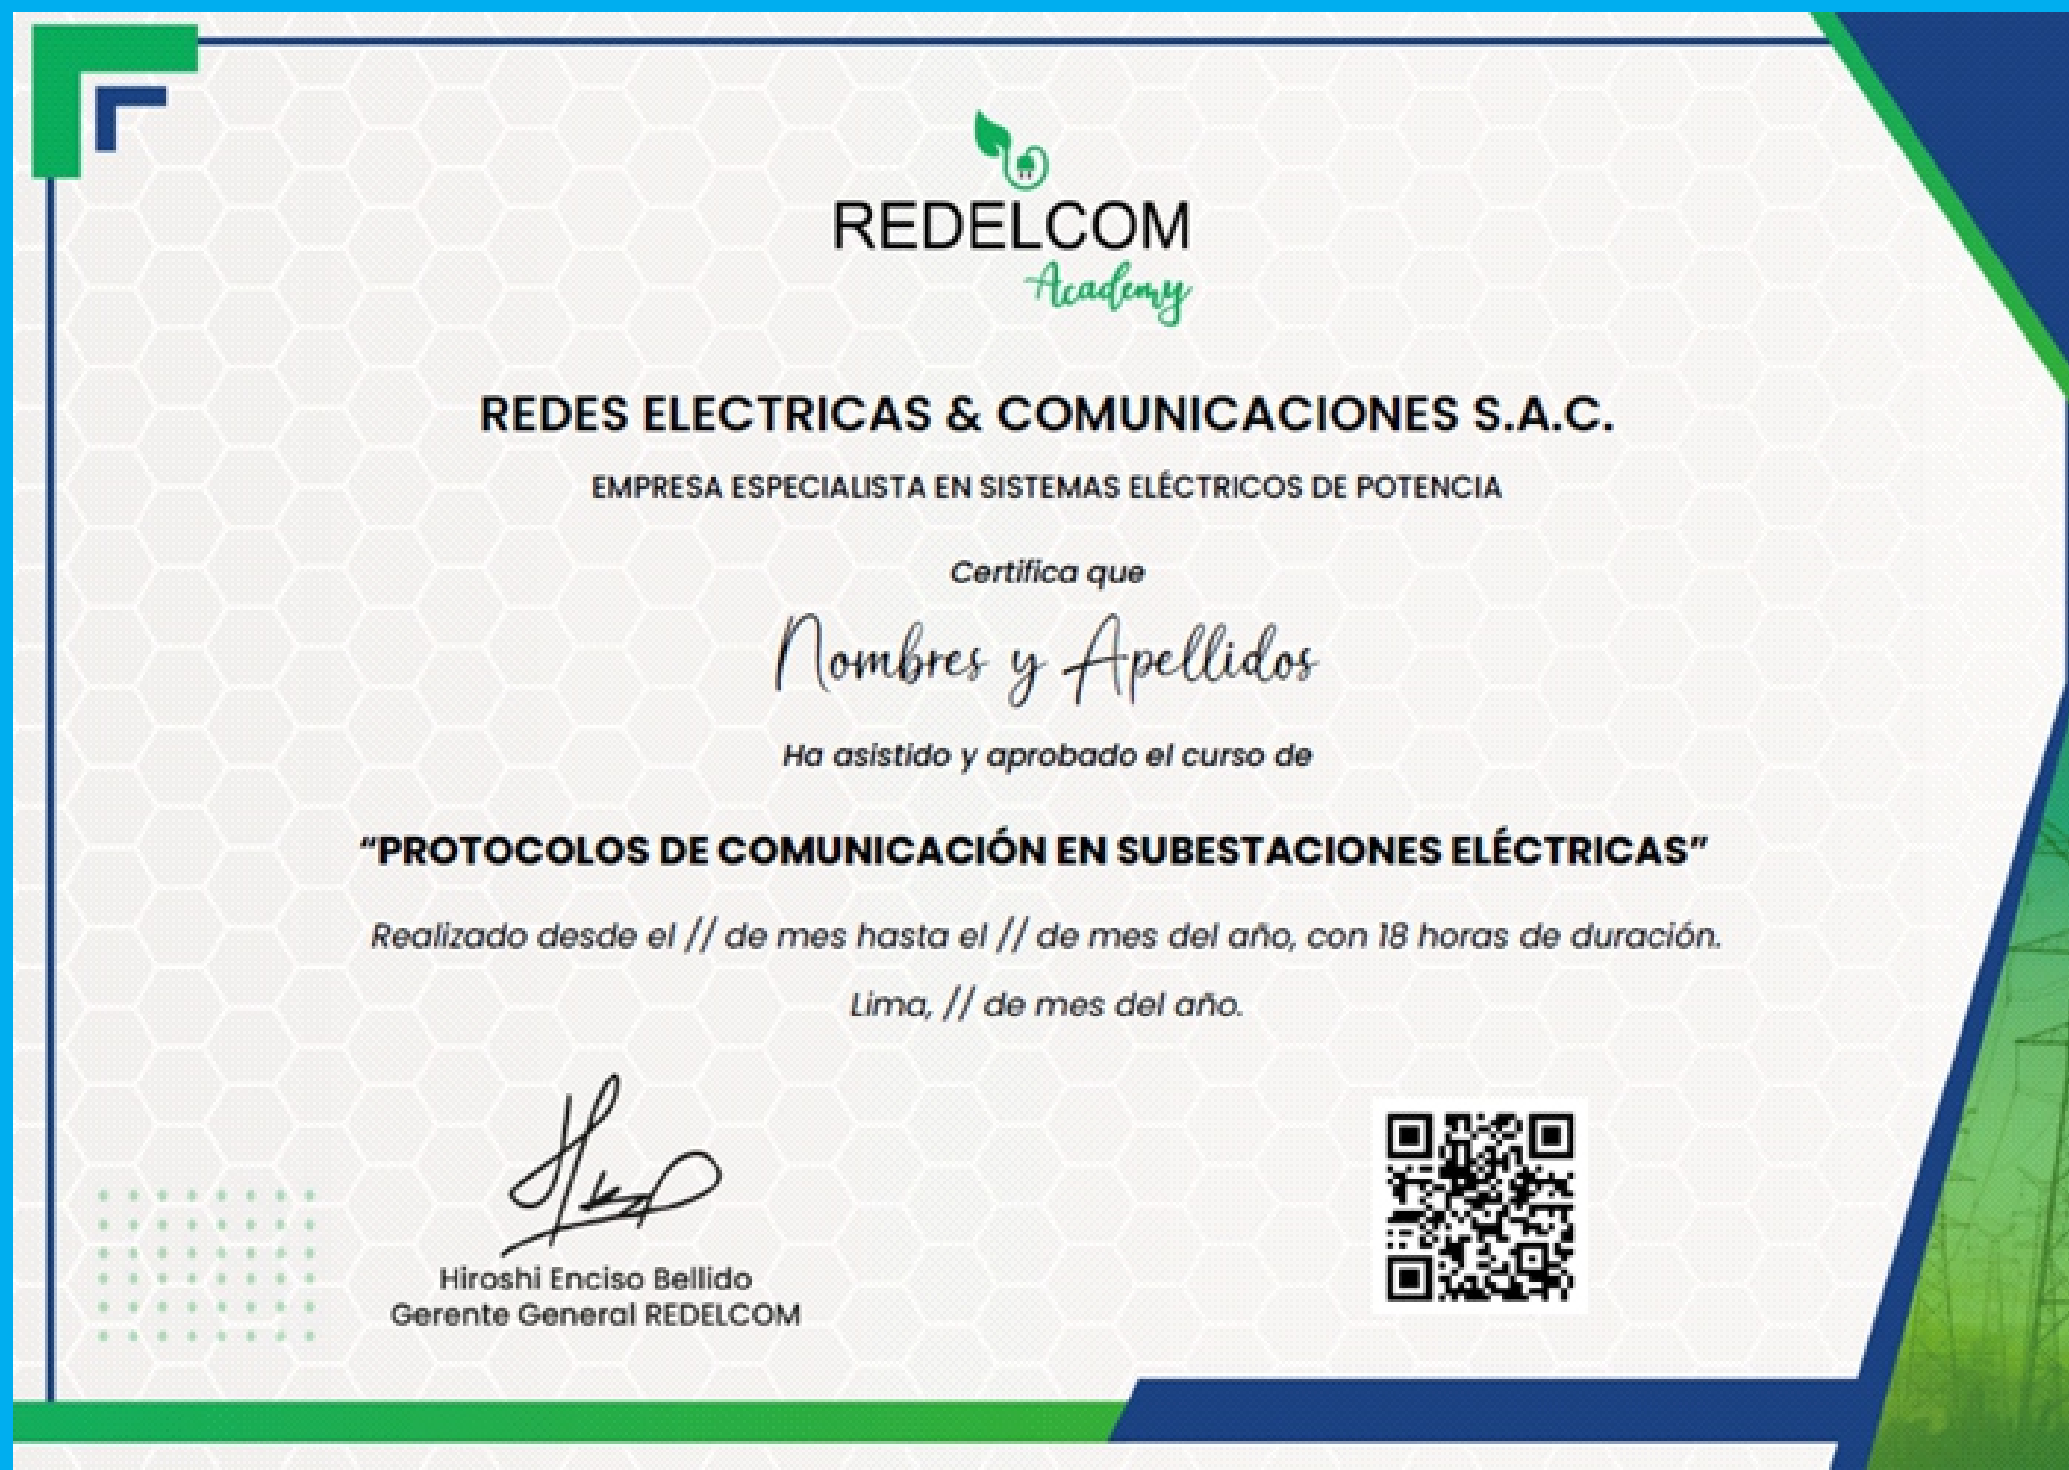 REDELCOM
Academy
REDES ELECTRICAS & COMUNICACIONES S.A.C.
EMPRESA ESPECIALISTA EN SISTEMAS ELÉCTRICOS DE POTENCIA
Certifica que
Nombres y Apellidos
Ha asistido y aprobado el curso de
“PROTOCOLOS DE COMUNICACIÓN EN SUBESTACIONES ELÉCTRICAS”
Realizado desde el // de mes hasta el // de mes del año, con 18 horas de duración.
Lima, // de mes del año.
Hiroshi Enciso Bellido
Gerente General REDELCOM